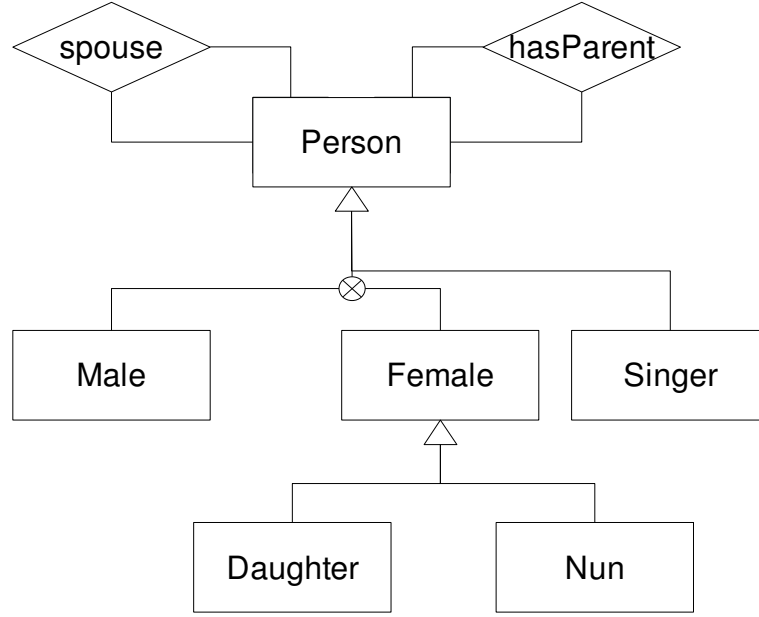 spouse
hasParent
Person
Male
Female
Singer
Daughter
Nun